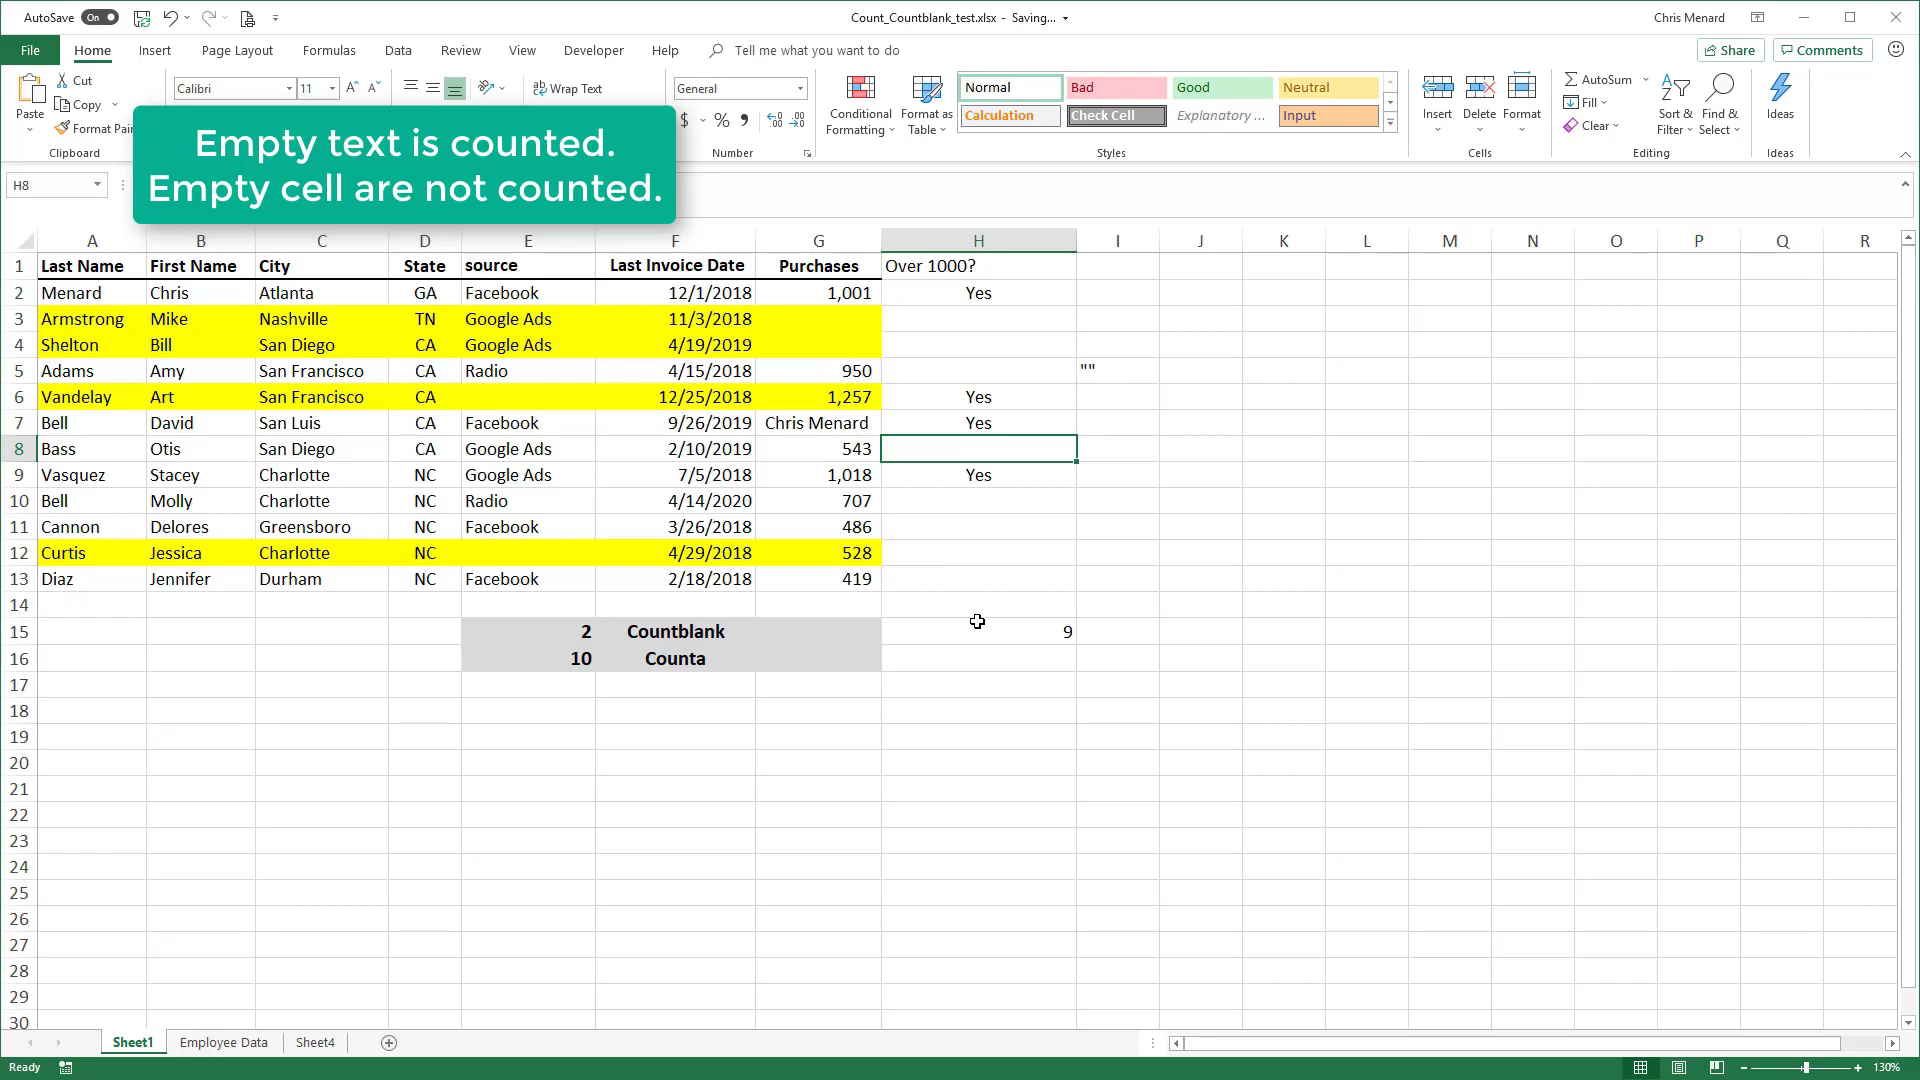 AutoSave On Count_Countblank_test.xlsx - Saving... Chris Menard
File Home Insert Page Layout Formulas Data Review View Developer Help Tell me what you want to do Share Comments
Cut
Copy
Format Pai
Paste
Clipboard
Calibri 11
Wrap Text
General
$ % ,
Number
Conditional Formatting
Format as Table
Normal Bad Good Neutral
Calculation Check Cell Explanatory ... Input
Styles
Insert Delete Format
Cells
AutoSum
Fill
Clear
Sort & Filter
Find & Select
Editing
Ideas
Ideas
Empty text is counted.
Empty cell are not counted.
H8
A B C D E F G H I J K L M N O P Q R
1 Last Name First Name City State source Last Invoice Date Purchases Over 1000?
2 Menard Chris Atlanta GA Facebook 12/1/2018 1,001 Yes
3 Armstrong Mike Nashville TN Google Ads 11/3/2018
4 Shelton Bill San Diego CA Google Ads 4/19/2019
5 Adams Amy San Francisco CA Radio 4/15/2018 950 ""
6 Vandelay Art San Francisco CA 12/25/2018 1,257 Yes
7 Bell David San Luis CA Facebook 9/26/2019 Chris Menard Yes
8 Bass Otis San Diego CA Google Ads 2/10/2019 543
9 Vasquez Stacey Charlotte NC Google Ads 7/5/2018 1,018 Yes
10 Bell Molly Charlotte NC Radio 4/14/2020 707
11 Cannon Delores Greensboro NC Facebook 3/26/2018 486
12 Curtis Jessica Charlotte NC 4/29/2018 528
13 Diaz Jennifer Durham NC Facebook 2/18/2018 419
14
15 2 Countblank 9
16 10 Counta
17
18
19
20
21
22
23
24
25
26
27
28
29
30
Sheet1 Employee Data Sheet4
Ready 130%